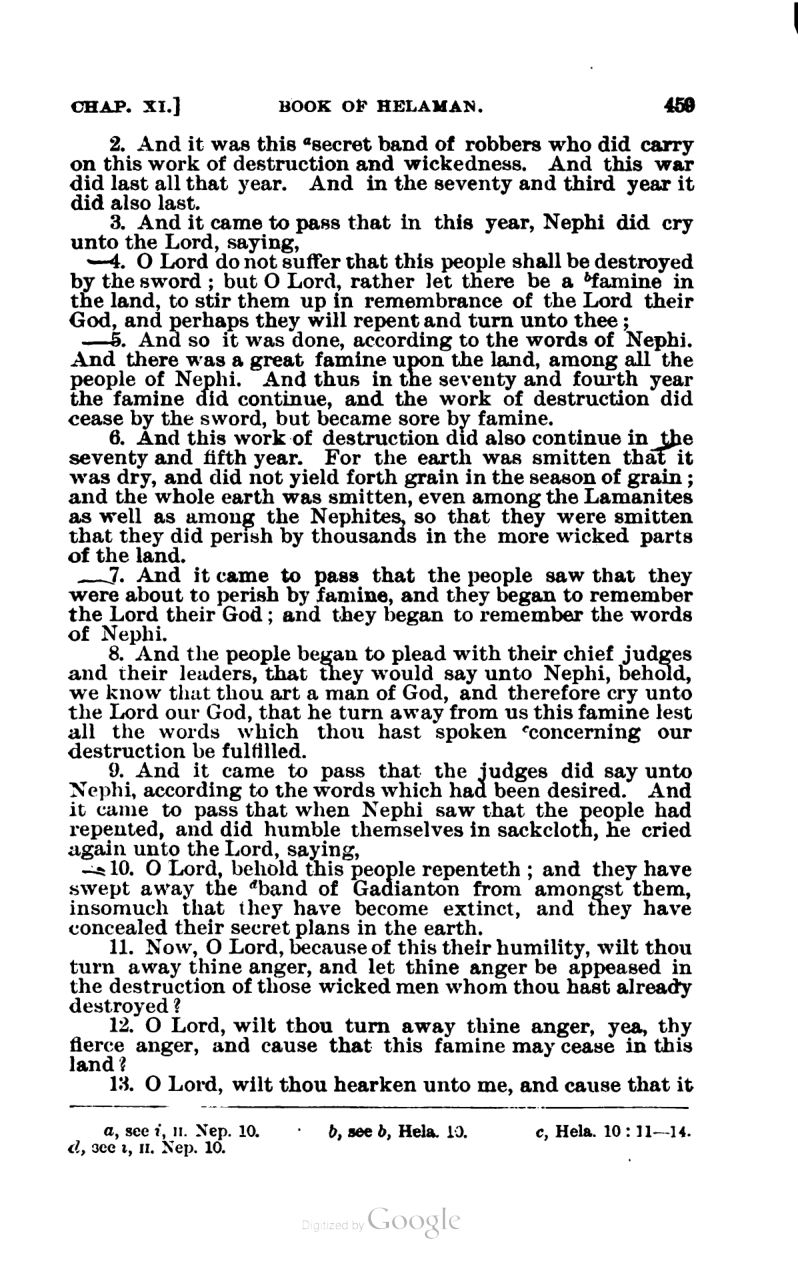 CHAP. XI.] BOOK OF HELAMAN. 459
2. And it was this ᵃsecret band of robbers who did carry
on this work of destruction and wickedness. And this war
did last all that year. And in the seventy and third year it
did also last.
3. And it came to pass that in this year, Nephi did cry
unto the Lord, saying,
—4. O Lord do not suffer that this people shall be destroyed
by the sword; but O Lord, rather let there be a ᵇfamine in
the land, to stir them up in remembrance of the Lord their
God, and perhaps they will repent and turn unto thee;
—5. And so it was done, according to the words of Nephi.
And there was a great famine upon the land, among all the
people of Nephi. And thus in the seventy and fourth year
the famine did continue, and the work of destruction did
cease by the sword, but became sore by famine.
6. And this work of destruction did also continue in the
seventy and fifth year. For the earth was smitten that it
was dry, and did not yield forth grain in the season of grain;
and the whole earth was smitten, even among the Lamanites
as well as among the Nephites, so that they were smitten
that they did perish by thousands in the more wicked parts
of the land.
—7. And it came to pass that the people saw that they
were about to perish by famine, and they began to remember
the Lord their God; and they began to remember the words
of Nephi.
8. And the people began to plead with their chief judges
and their leaders, that they would say unto Nephi, behold,
we know that thou art a man of God, and therefore cry unto
the Lord our God, that he turn away from us this famine lest
all the words which thou hast spoken ᶜconcerning our
destruction be fulfilled.
9. And it came to pass that the judges did say unto
Nephi, according to the words which had been desired. And
it came to pass that when Nephi saw that the people had
repented, and did humble themselves in sackcloth, he cried
again unto the Lord, saying,
—10. O Lord, behold this people repenteth; and they have
swept away the ᵈband of Gadianton from amongst them,
insomuch that they have become extinct, and they have
concealed their secret plans in the earth.
11. Now, O Lord, because of this their humility, wilt thou
turn away thine anger, and let thine anger be appeased in
the destruction of those wicked men whom thou hast already
destroyed?
12. O Lord, wilt thou turn away thine anger, yea, thy
fierce anger, and cause that this famine may cease in this
land?
13. O Lord, wilt thou hearken unto me, and cause that it
a, see i, II. Nep. 10. b, see b, Hela. 10. c, Hela. 10:11—14.
d, see i, II. Nep. 10.
Digitized by Google